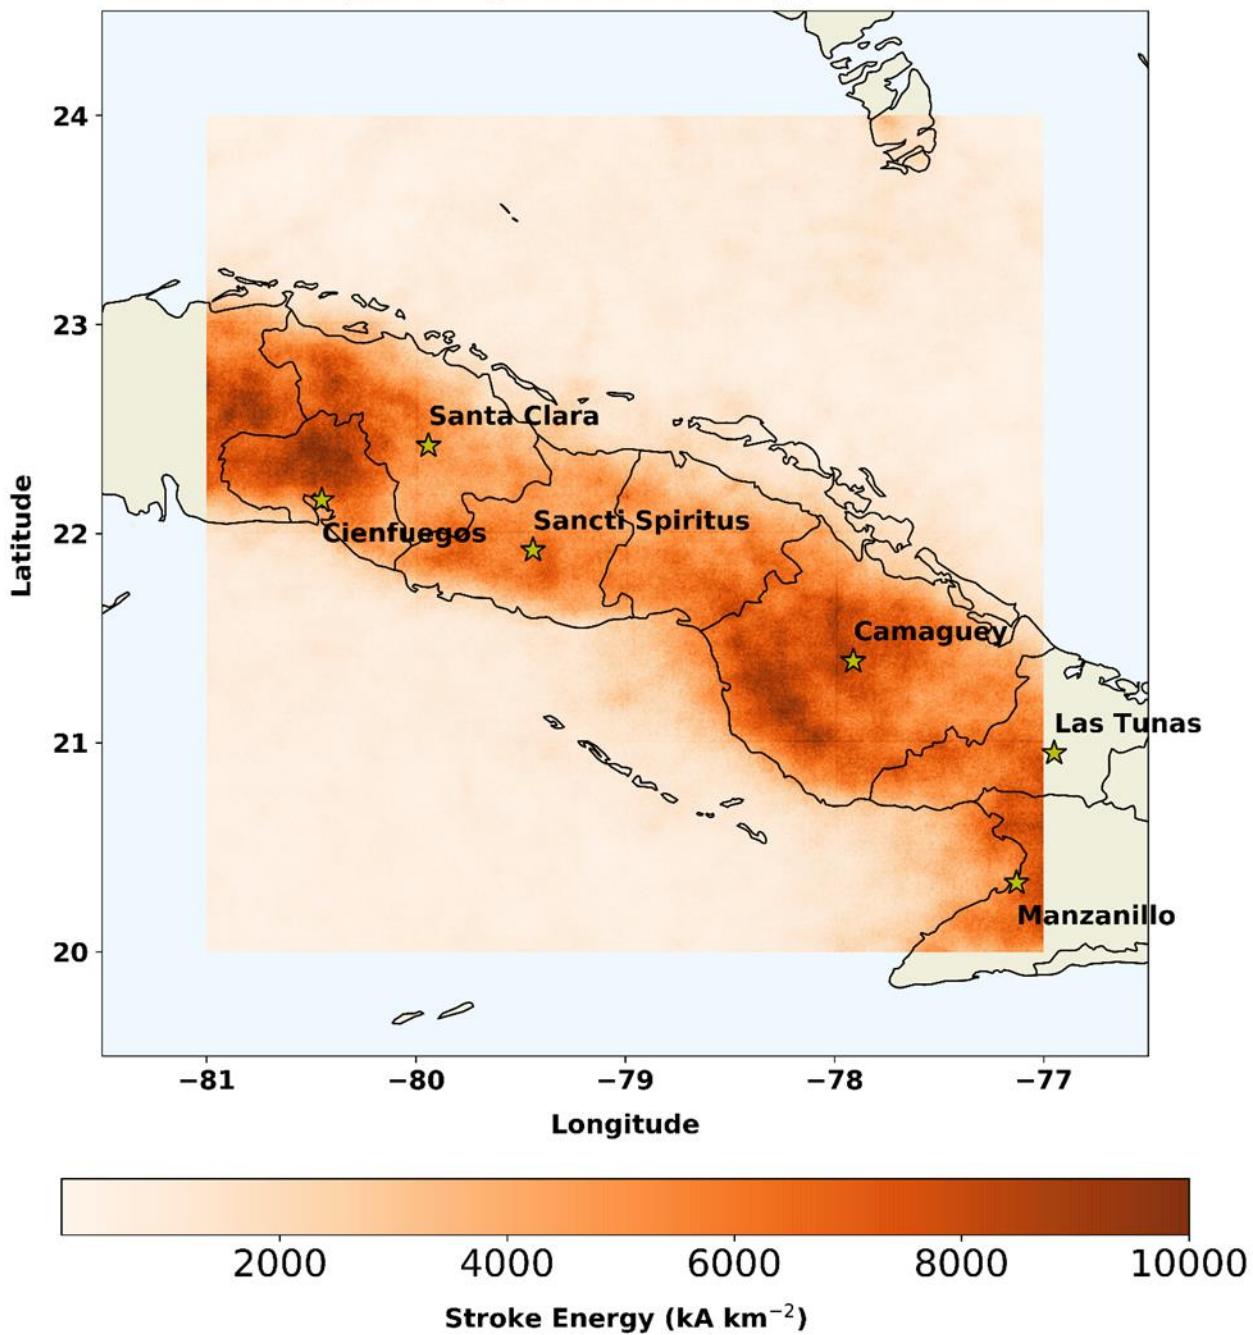 24
23
Santa Clara
Sancti Spiritus
22
Cienfuegos
Camaguey
Las Tunas
21
Manzanillo
20
Latitude
−81 −80 −79 −78 −77
Longitude
2000 4000 6000 8000 10000
Stroke Energy (kA km⁻²)